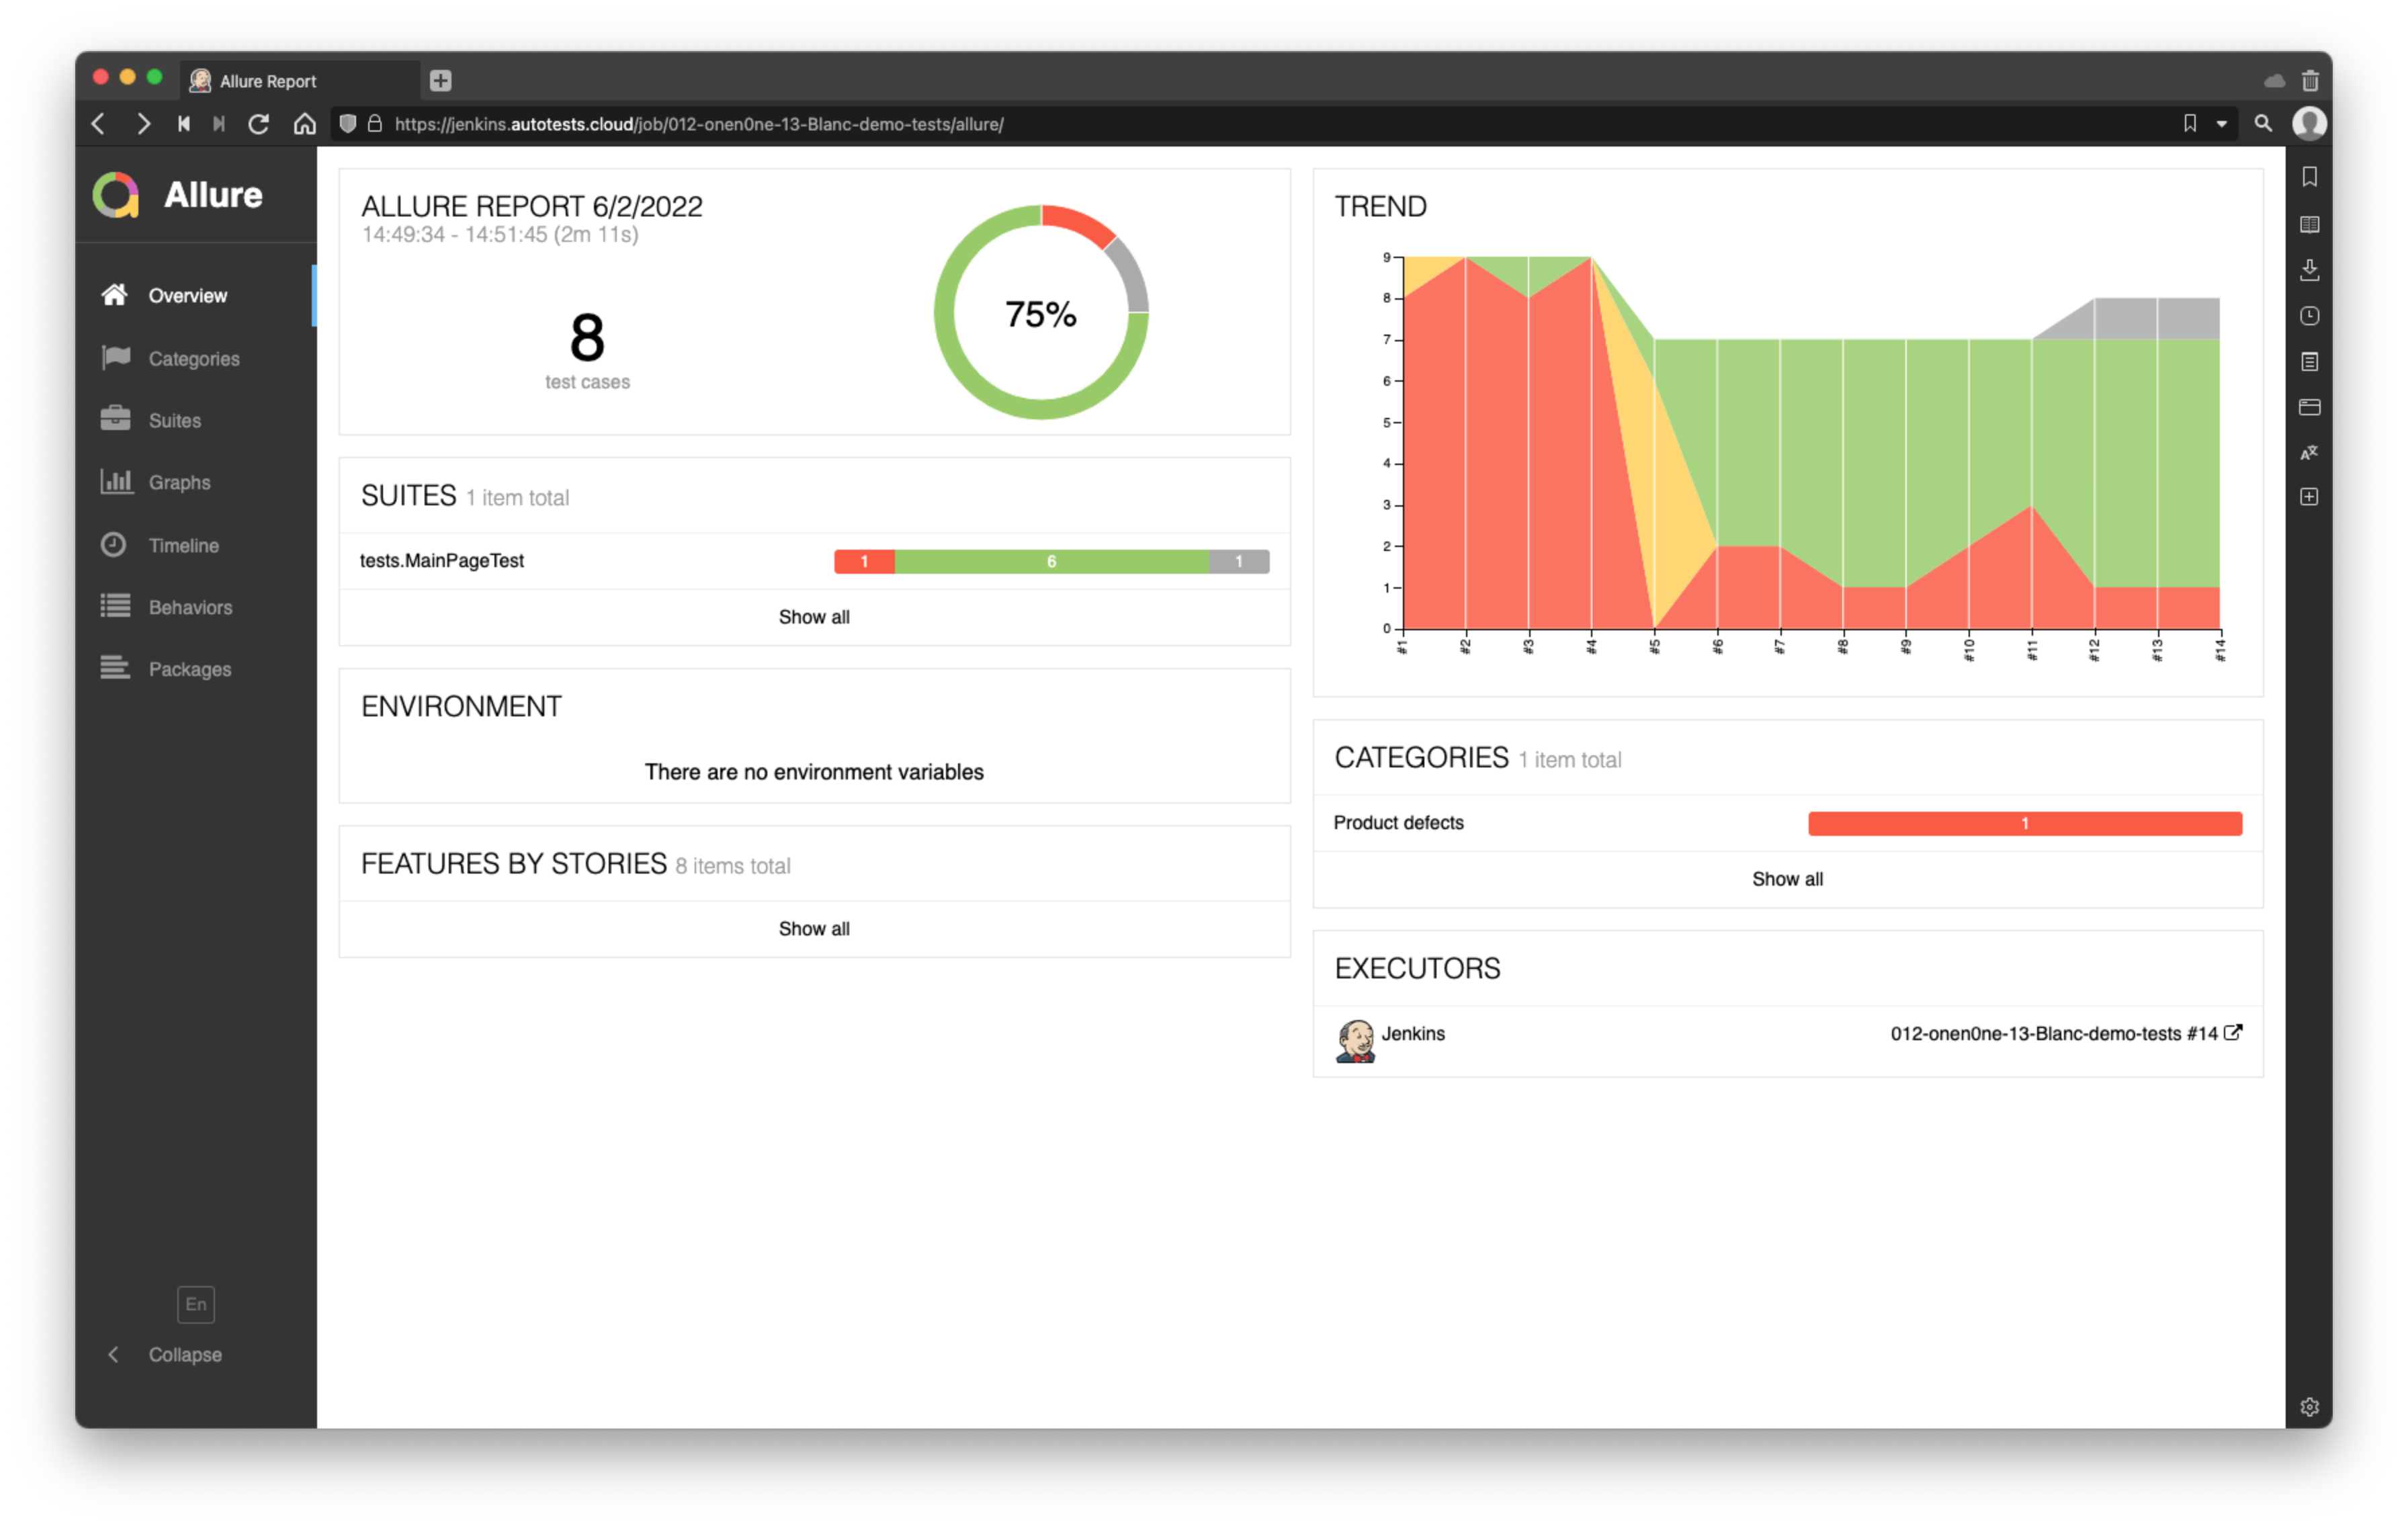 Allure Report
https://jenkins.autotests.cloud/job/012-onen0ne-13-Blanc-demo-tests/allure/
Allure
Overview
Categories
Suites
Graphs
Timeline
Behaviors
Packages
En
Collapse
ALLURE REPORT 6/2/2022
14:49:34 - 14:51:45 (2m 11s)
8
test cases
75%
SUITES 1 item total
tests.MainPageTest 1 6 1
Show all
ENVIRONMENT
There are no environment variables
FEATURES BY STORIES 8 items total
Show all
TREND
9
8
7
6
5
4
3
2
1
0
#1 #2 #3 #4 #5 #6 #7 #8 #9 #10 #11 #12 #13 #14
CATEGORIES 1 item total
Product defects 1
Show all
EXECUTORS
Jenkins 012-onen0ne-13-Blanc-demo-tests #14